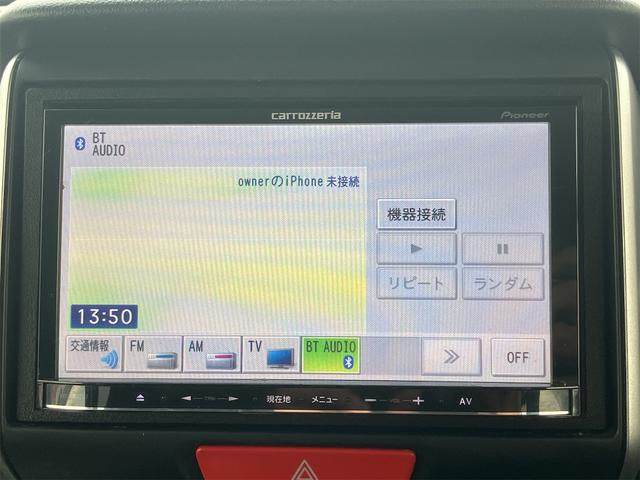 carrozzeria
Pioneer
BT
AUDIO
ownerのiPhone 未接続
機器接続
リピート
ランダム
13:50
交通情報
FM
AM
TV
BT AUDIO
OFF
TRK
現在地
メニュー
VOL
AV